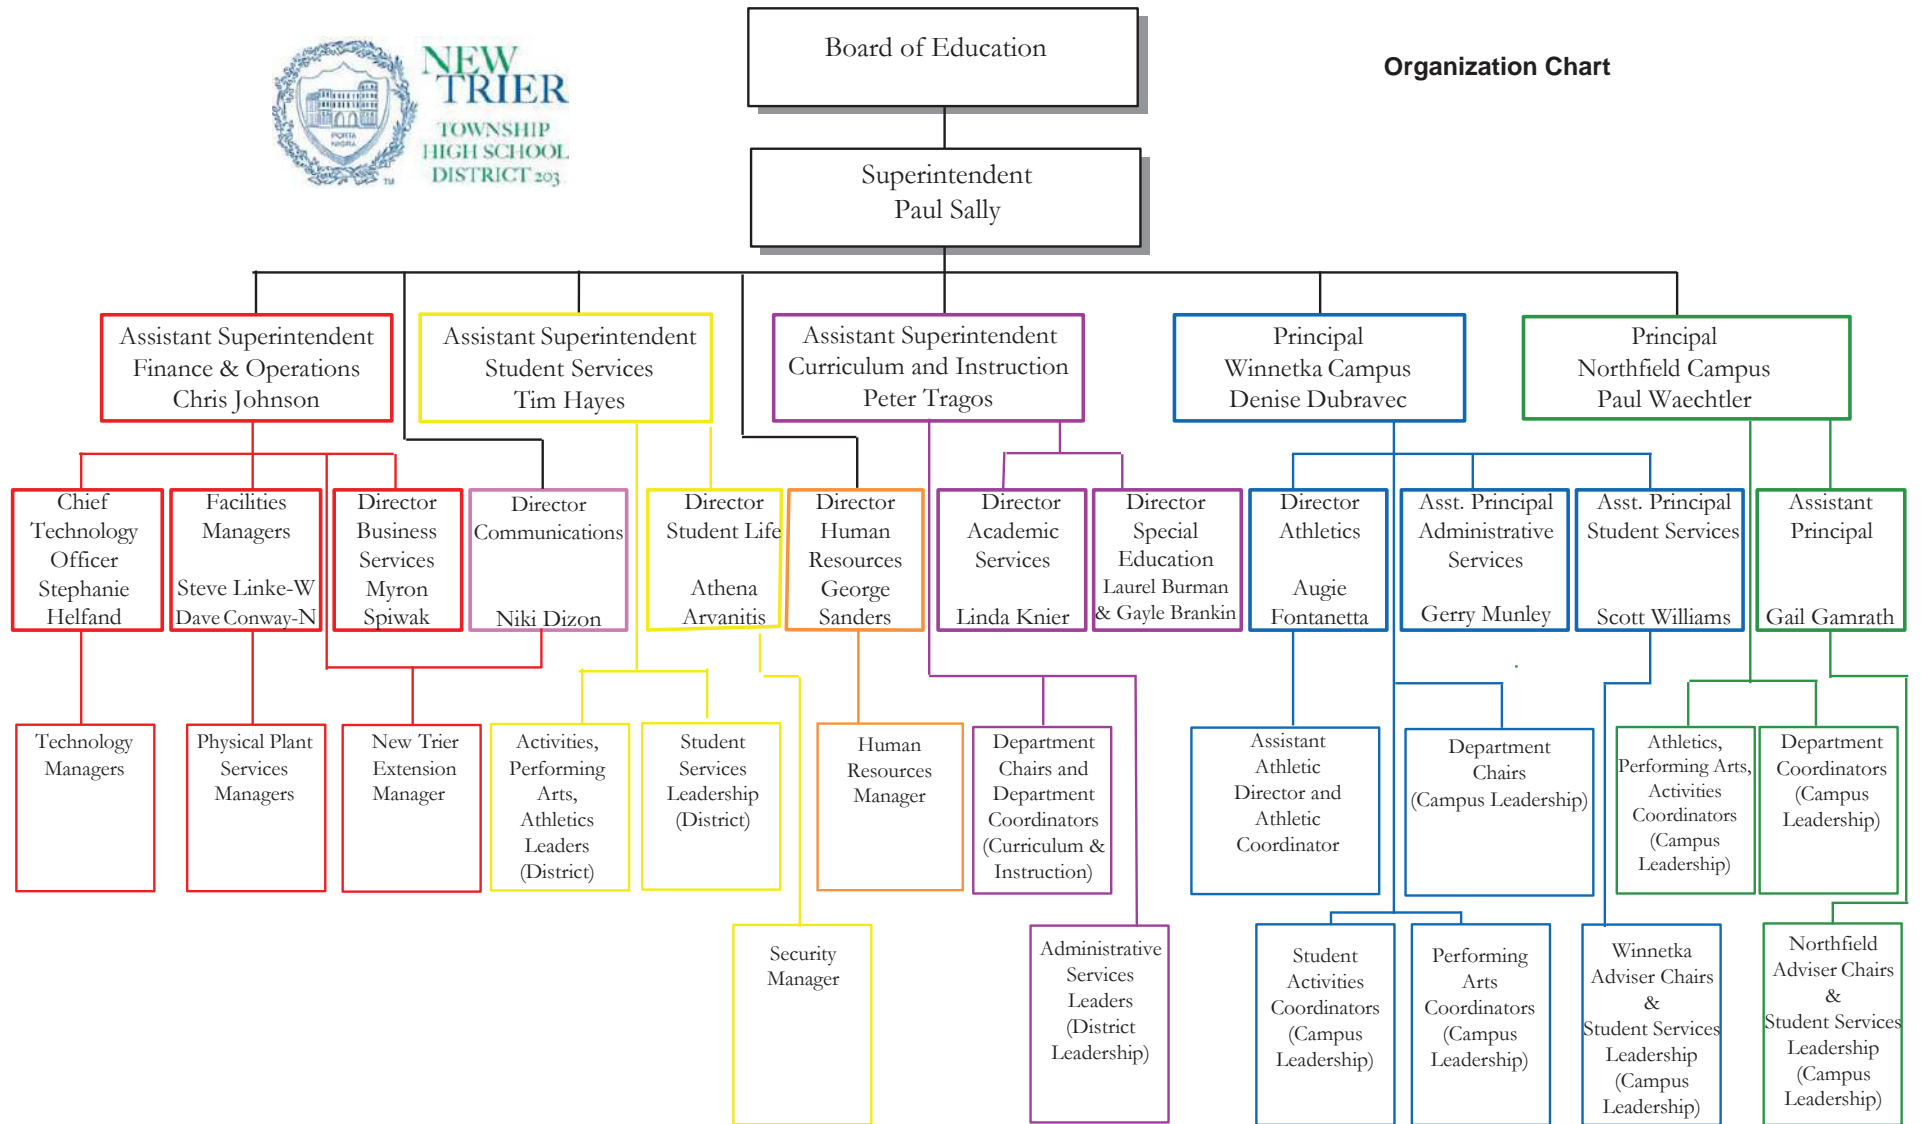 NEW
TRIER
TOWNSHIP
HIGH SCHOOL
DISTRICT 203
PORTA
NIGRA
TM
Board of Education
Organization Chart
Superintendent
Paul Sally
Assistant Superintendent
Finance & Operations
Chris Johnson
Assistant Superintendent
Student Services
Tim Hayes
Assistant Superintendent
Curriculum and Instruction
Peter Tragos
Principal
Winnetka Campus
Denise Dubravec
Principal
Northfield Campus
Paul Waechtler
Chief
Technology
Officer
Stephanie
Helfand
Facilities
Managers
Steve Linke-W
Dave Conway-N
Director
Business
Services
Myron
Spiwak
Director
Communications
Niki Dizon
Director
Student Life
Athena
Arvanitis
Director
Human
Resources
George
Sanders
Director
Academic
Services
Linda Knier
Director
Special
Education
Laurel Burman
& Gayle Brankin
Director
Athletics
Augie
Fontanetta
Asst. Principal
Administrative
Services
Gerry Munley
Asst. Principal
Student Services
Scott Williams
Assistant
Principal
Gail Gamrath
Technology
Managers
Physical Plant
Services
Managers
New Trier
Extension
Manager
Activities,
Performing
Arts,
Athletics
Leaders
(District)
Student
Services
Leadership
(District)
Human
Resources
Manager
Department
Chairs and
Department
Coordinators
(Curriculum &
Instruction)
Assistant
Athletic
Director and
Athletic
Coordinator
Department
Chairs
(Campus Leadership)
Athletics,
Performing Arts,
Activities
Coordinators
(Campus
Leadership)
Department
Coordinators
(Campus
Leadership)
Security
Manager
Administrative
Services
Leaders
(District
Leadership)
Student
Activities
Coordinators
(Campus
Leadership)
Performing
Arts
Coordinators
(Campus
Leadership)
Winnetka
Adviser Chairs
&
Student Services
Leadership
(Campus
Leadership)
Northfield
Adviser Chairs
&
Student Services
Leadership
(Campus
Leadership)